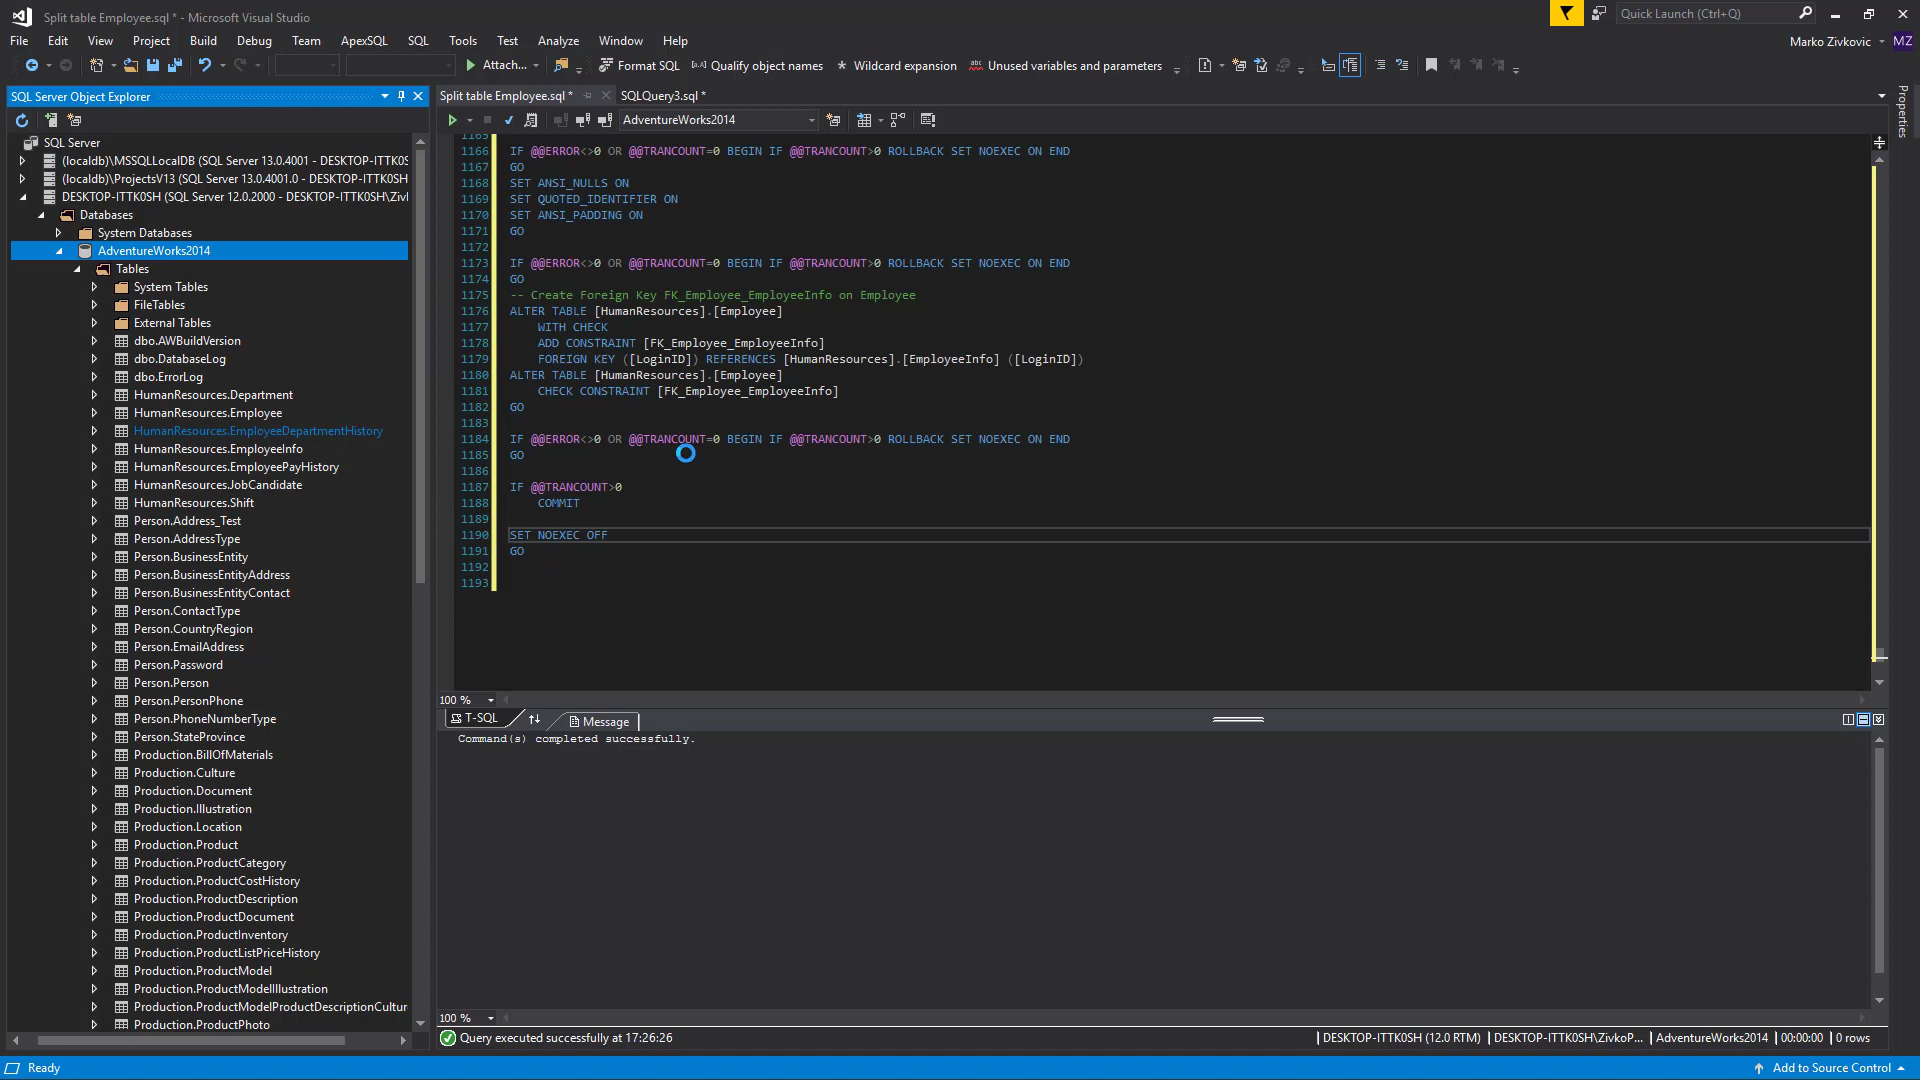 Split table Employee.sql * - Microsoft Visual Studio
Quick Launch (Ctrl+Q)
File Edit View Project Build Debug Team ApexSQL SQL Tools Test Analyze Window Help
Marko Zivkovic MZ
Attach...
Format SQL
Qualify object names
Wildcard expansion
Unused variables and parameters
SQL Server Object Explorer
Split table Employee.sql *
SQLQuery3.sql *
Properties
AdventureWorks2014
SQL Server
(localdb)\MSSQLLocalDB (SQL Server 13.0.4001 - DESKTOP-ITTK0S
(localdb)\ProjectsV13 (SQL Server 13.0.4001.0 - DESKTOP-ITTK0SH
DESKTOP-ITTK0SH (SQL Server 12.0.2000 - DESKTOP-ITTK0SH\Zivl
Databases
System Databases
AdventureWorks2014
Tables
System Tables
FileTables
External Tables
dbo.AWBuildVersion
dbo.DatabaseLog
dbo.ErrorLog
HumanResources.Department
HumanResources.Employee
HumanResources.EmployeeDepartmentHistory
HumanResources.EmployeeInfo
HumanResources.EmployeePayHistory
HumanResources.JobCandidate
HumanResources.Shift
Person.Address_Test
Person.AddressType
Person.BusinessEntity
Person.BusinessEntityAddress
Person.BusinessEntityContact
Person.ContactType
Person.CountryRegion
Person.EmailAddress
Person.Password
Person.Person
Person.PersonPhone
Person.PhoneNumberType
Person.StateProvince
Production.BillOfMaterials
Production.Culture
Production.Document
Production.Illustration
Production.Location
Production.Product
Production.ProductCategory
Production.ProductCostHistory
Production.ProductDescription
Production.ProductDocument
Production.ProductInventory
Production.ProductListPriceHistory
Production.ProductModel
Production.ProductModelIllustration
Production.ProductModelProductDescriptionCultur
Production.ProductPhoto
1165
1166 IF @@ERROR<>0 OR @@TRANCOUNT=0 BEGIN IF @@TRANCOUNT>0 ROLLBACK SET NOEXEC ON END
1167 GO
1168 SET ANSI_NULLS ON
1169 SET QUOTED_IDENTIFIER ON
1170 SET ANSI_PADDING ON
1171 GO
1172
1173 IF @@ERROR<>0 OR @@TRANCOUNT=0 BEGIN IF @@TRANCOUNT>0 ROLLBACK SET NOEXEC ON END
1174 GO
1175 -- Create Foreign Key FK_Employee_EmployeeInfo on Employee
1176 ALTER TABLE [HumanResources].[Employee]
1177 WITH CHECK
1178 ADD CONSTRAINT [FK_Employee_EmployeeInfo]
1179 FOREIGN KEY ([LoginID]) REFERENCES [HumanResources].[EmployeeInfo] ([LoginID])
1180 ALTER TABLE [HumanResources].[Employee]
1181 CHECK CONSTRAINT [FK_Employee_EmployeeInfo]
1182 GO
1183
1184 IF @@ERROR<>0 OR @@TRANCOUNT=0 BEGIN IF @@TRANCOUNT>0 ROLLBACK SET NOEXEC ON END
1185 GO
1186
1187 IF @@TRANCOUNT>0
1188 COMMIT
1189
1190 SET NOEXEC OFF
1191 GO
1192
1193
100 %
T-SQL
Message
Command(s) completed successfully.
100 %
Query executed successfully at 17:26:26
DESKTOP-ITTK0SH (12.0 RTM)
DESKTOP-ITTK0SH\ZivkoP...
AdventureWorks2014
00:00:00
0 rows
Ready
Add to Source Control